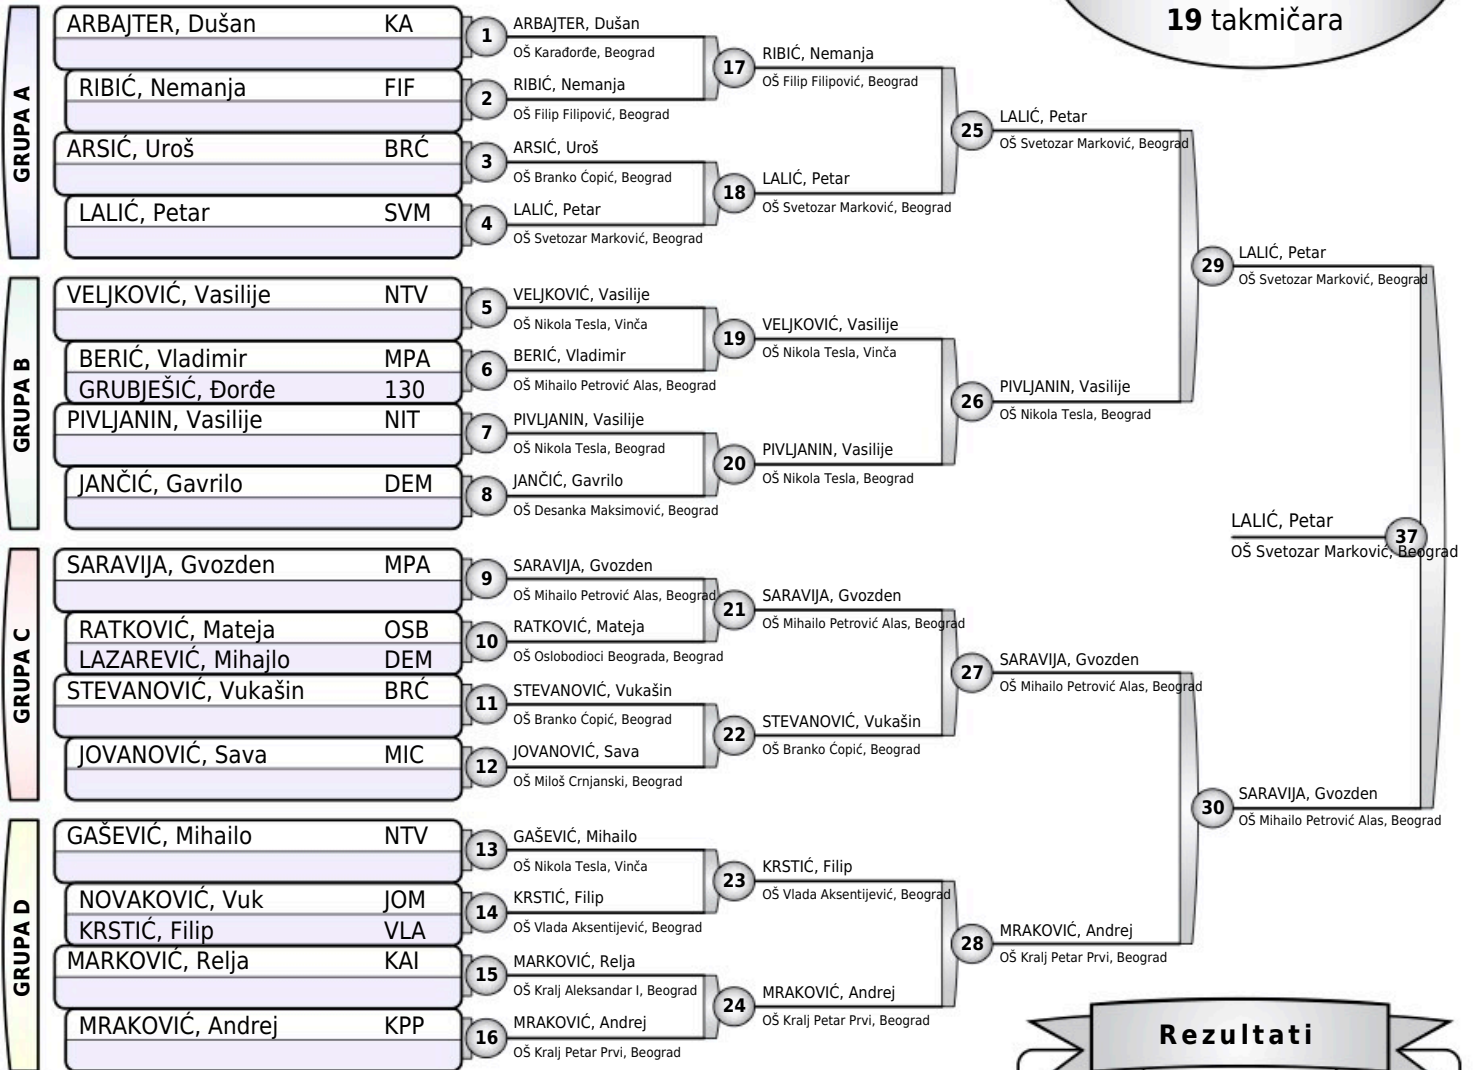 19 takmičara
GRUPA A
ARBAJTER, Dušan KA
RIBIĆ, Nemanja FIF
ARSIĆ, Uroš BRĆ
LALIĆ, Petar SVM
GRUPA B
VELJKOVIĆ, Vasilije NTV
BERIĆ, Vladimir MPA
GRUBJEŠIĆ, Đorđe 130
PIVLJANIN, Vasilije NIT
JANČIĆ, Gavrilo DEM
GRUPA C
SARAVIJA, Gvozden MPA
RATKOVIĆ, Mateja OSB
LAZAREVIĆ, Mihajlo DEM
STEVANOVIĆ, Vukašin BRĆ
JOVANOVIĆ, Sava MIC
GRUPA D
GAŠEVIĆ, Mihailo NTV
NOVAKOVIĆ, Vuk JOM
KRSTIĆ, Filip VLA
MARKOVIĆ, Relja KAI
MRAKOVIĆ, Andrej KPP
1 ARBAJTER, Dušan
OŠ Karađorđe, Beograd
2 RIBIĆ, Nemanja
OŠ Filip Filipović, Beograd
3 ARSIĆ, Uroš
OŠ Branko Ćopić, Beograd
4 LALIĆ, Petar
OŠ Svetozar Marković, Beograd
5 VELJKOVIĆ, Vasilije
OŠ Nikola Tesla, Vinča
6 BERIĆ, Vladimir
OŠ Mihailo Petrović Alas, Beograd
7 PIVLJANIN, Vasilije
OŠ Nikola Tesla, Beograd
8 JANČIĆ, Gavrilo
OŠ Desanka Maksimović, Beograd
9 SARAVIJA, Gvozden
OŠ Mihailo Petrović Alas, Beograd
10 RATKOVIĆ, Mateja
OŠ Oslobodioci Beograda, Beograd
11 STEVANOVIĆ, Vukašin
OŠ Branko Ćopić, Beograd
12 JOVANOVIĆ, Sava
OŠ Miloš Crnjanski, Beograd
13 GAŠEVIĆ, Mihailo
OŠ Nikola Tesla, Vinča
14 KRSTIĆ, Filip
OŠ Vlada Aksentijević, Beograd
15 MARKOVIĆ, Relja
OŠ Kralj Aleksandar I, Beograd
16 MRAKOVIĆ, Andrej
OŠ Kralj Petar Prvi, Beograd
17 RIBIĆ, Nemanja
OŠ Filip Filipović, Beograd
18 LALIĆ, Petar
OŠ Svetozar Marković, Beograd
19 VELJKOVIĆ, Vasilije
OŠ Nikola Tesla, Vinča
20 PIVLJANIN, Vasilije
OŠ Nikola Tesla, Beograd
21 SARAVIJA, Gvozden
OŠ Mihailo Petrović Alas, Beograd
22 STEVANOVIĆ, Vukašin
OŠ Branko Ćopić, Beograd
23 KRSTIĆ, Filip
OŠ Vlada Aksentijević, Beograd
24 MRAKOVIĆ, Andrej
OŠ Kralj Petar Prvi, Beograd
25 LALIĆ, Petar
OŠ Svetozar Marković, Beograd
26 PIVLJANIN, Vasilije
OŠ Nikola Tesla, Beograd
27 SARAVIJA, Gvozden
OŠ Mihailo Petrović Alas, Beograd
28 MRAKOVIĆ, Andrej
OŠ Kralj Petar Prvi, Beograd
29 LALIĆ, Petar
OŠ Svetozar Marković, Beograd
30 SARAVIJA, Gvozden
OŠ Mihailo Petrović Alas, Beograd
LALIĆ, Petar 37
OŠ Svetozar Marković, Beograd
Rezultati